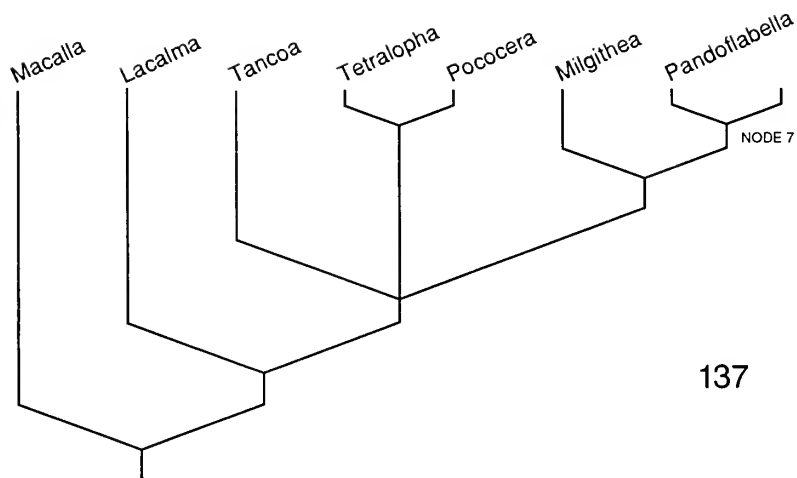 Macalla
Lacalma
Tancoa
Tetralopha
Pococera
Milgithea
Pandoflabella
NODE 7
137